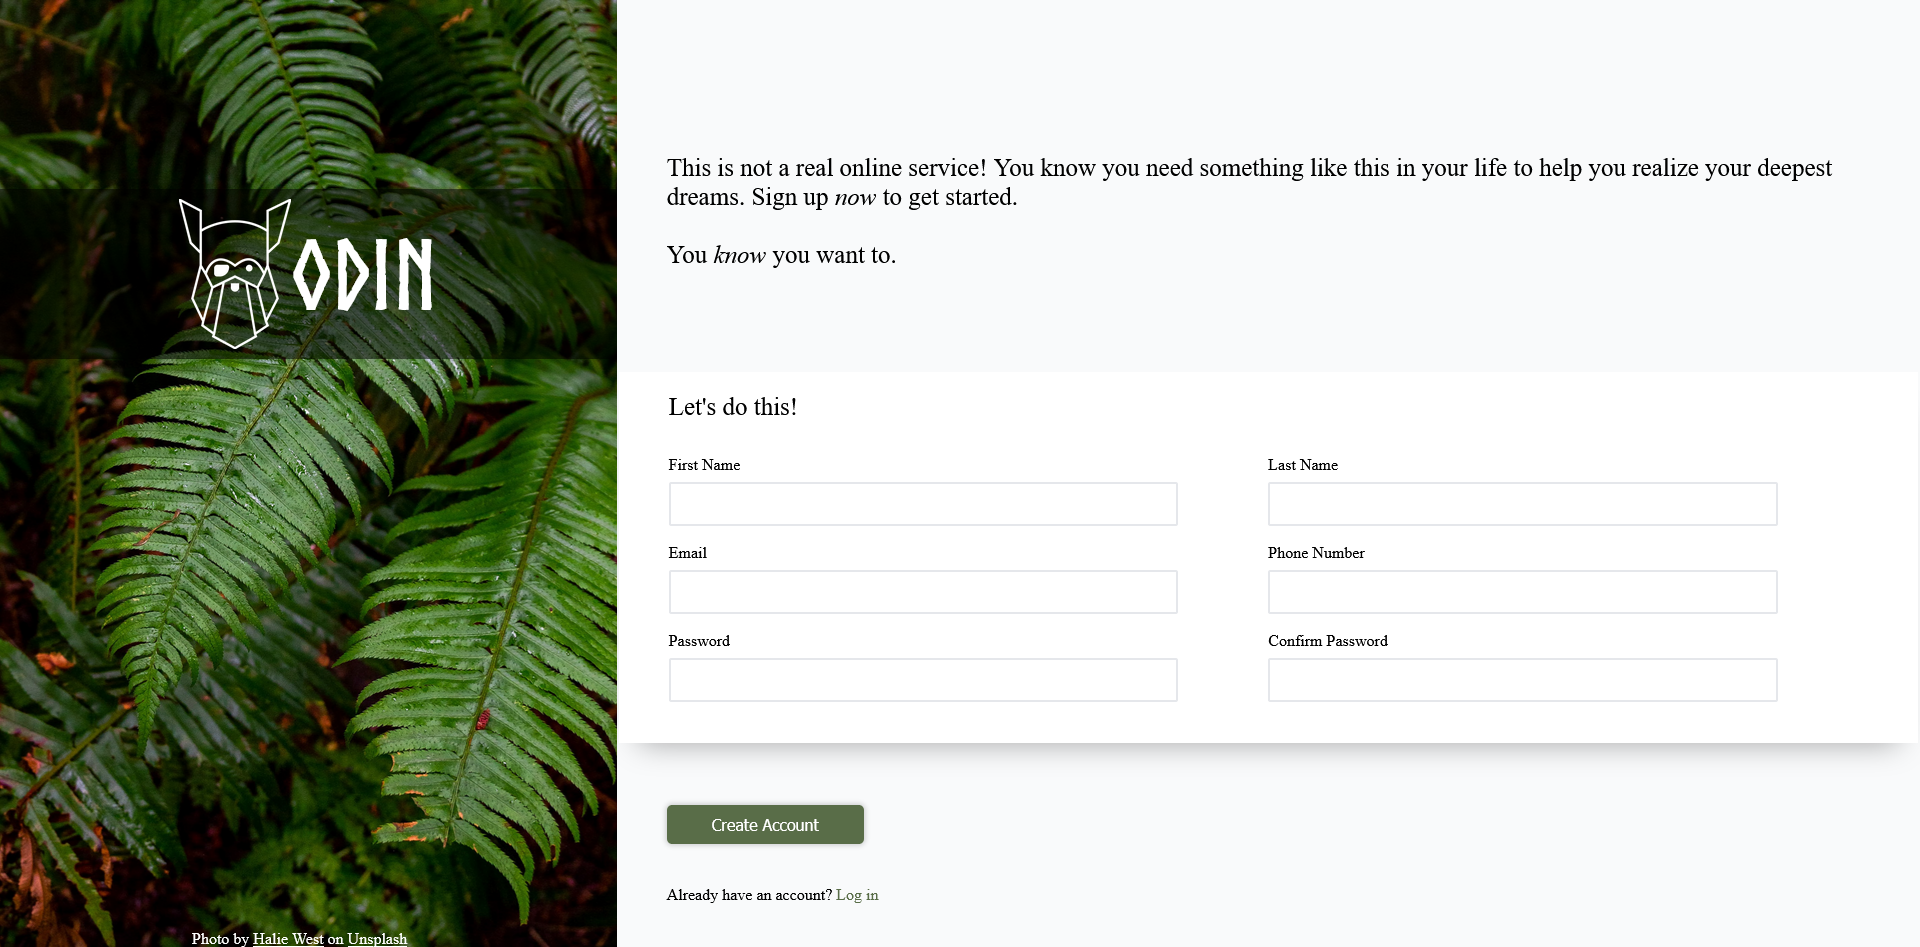 ODIN
Photo by Halie West on Unsplash
This is not a real online service! You know you need something like this in your life to help you realize your deepest
dreams. Sign up now to get started.
You know you want to.
Let's do this!
First Name
Last Name
Email
Phone Number
Password
Confirm Password
Create Account
Already have an account? Log in